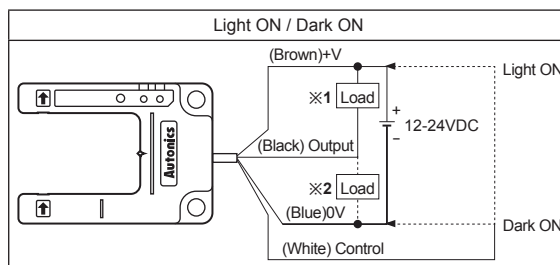 Light ON / Dark ON
(Brown)+V
Light ON
※1 Load
+
12-24VDC
−
(Black) Output
Autonics
※2 Load
(Blue)0V
Dark ON
(White) Control